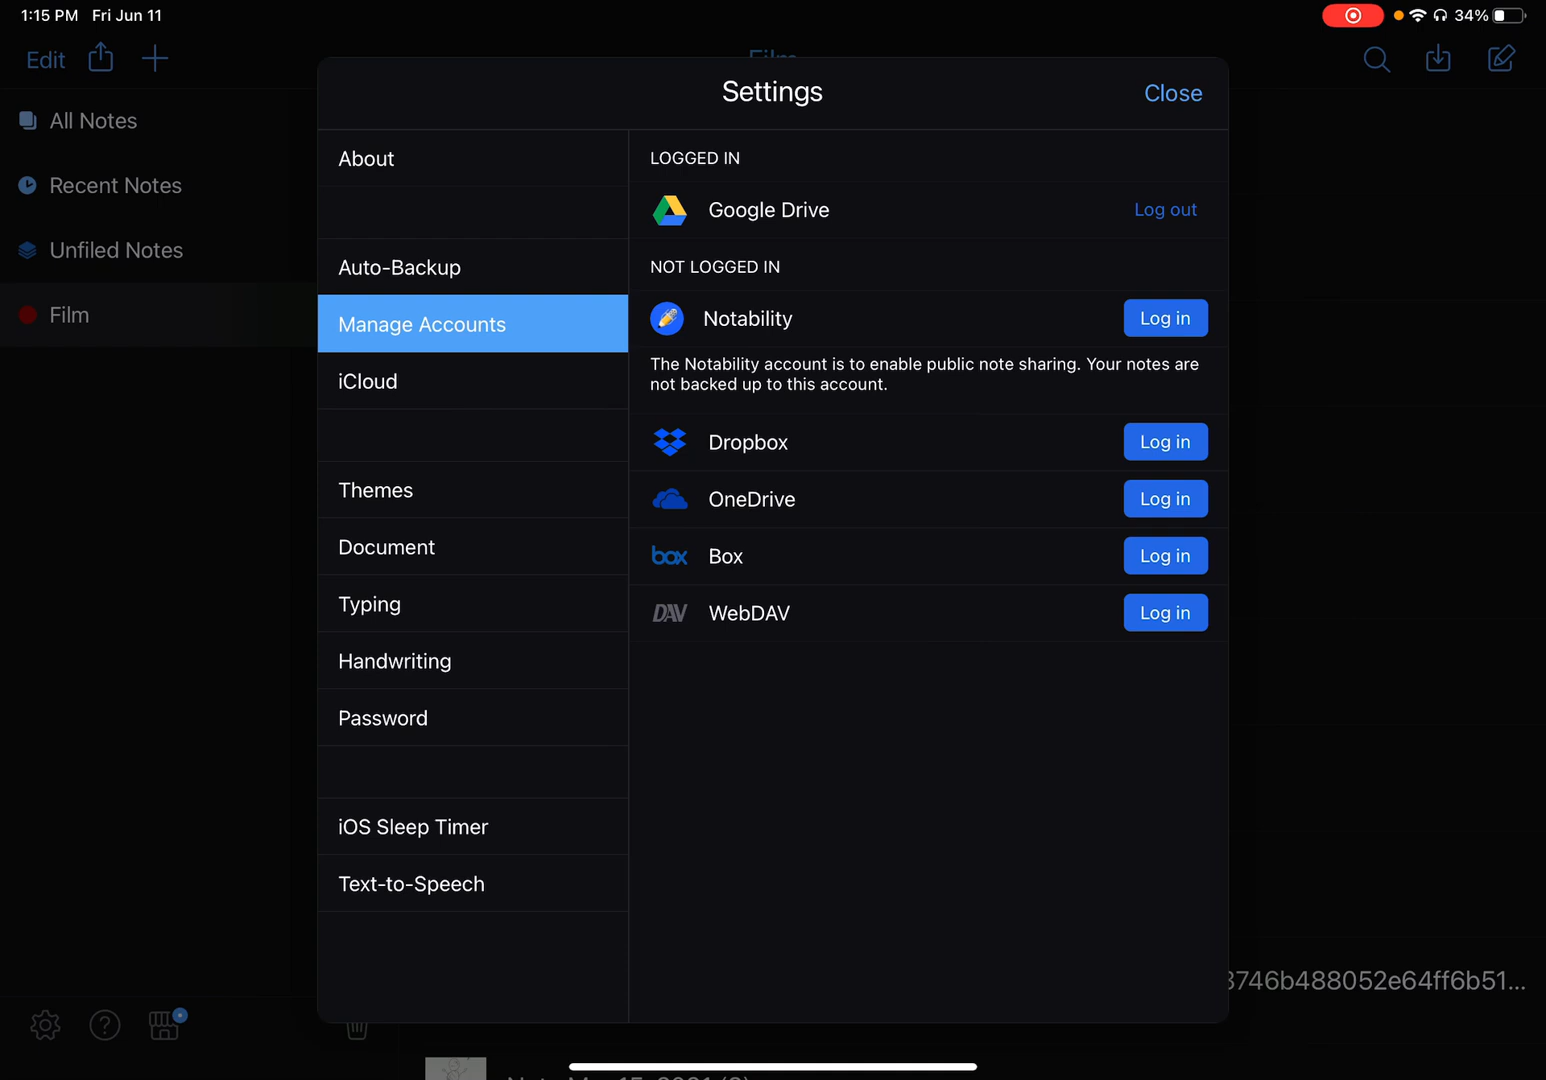 1:15 PM Fri Jun 11
34%
Edit
Film
All Notes
Recent Notes
Unfiled Notes
Film
Settings
Close
About
Auto-Backup
Manage Accounts
iCloud
Themes
Document
Typing
Handwriting
Password
iOS Sleep Timer
Text-to-Speech
LOGGED IN
Google Drive
Log out
NOT LOGGED IN
Notability
Log in
The Notability account is to enable public note sharing. Your notes are
not backed up to this account.
Dropbox
Log in
OneDrive
Log in
box
Box
Log in
DAV
WebDAV
Log in
3746b488052e64ff6b51...
?